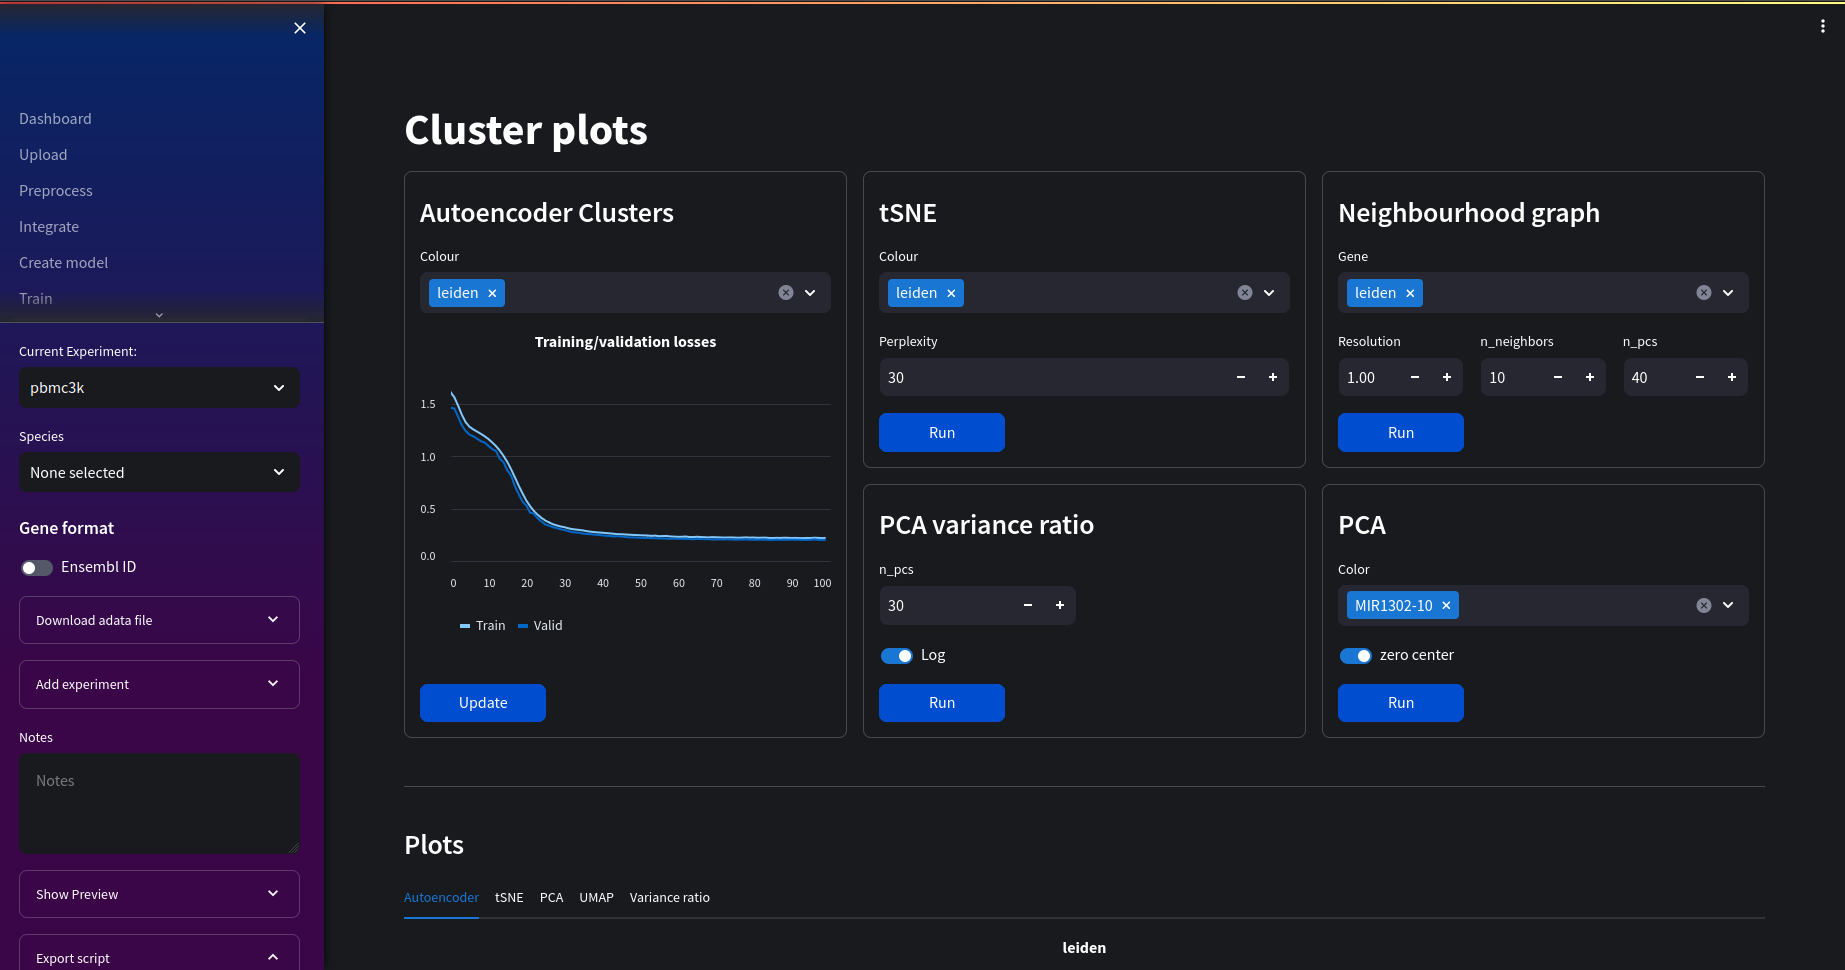 Dashboard
Upload
Preprocess
Integrate
Create model
Train
Current Experiment:
pbmc3k
Species
None selected
Gene format
Ensembl ID
Download adata file
Add experiment
Notes
Notes
Show Preview
Export script
Cluster plots
Autoencoder Clusters
Colour
leiden
Training/validation losses
1.5
1.0
0.5
0.0
0 10 20 30 40 50 60 70 80 90 100
Train Valid
Update
tSNE
Colour
leiden
Perplexity
30
Run
Neighbourhood graph
Gene
leiden
Resolution n_neighbors n_pcs
1.00 10 40
Run
PCA variance ratio
n_pcs
30
Log
Run
PCA
Color
MIR1302-10
zero center
Run
Plots
Autoencoder tSNE PCA UMAP Variance ratio
leiden